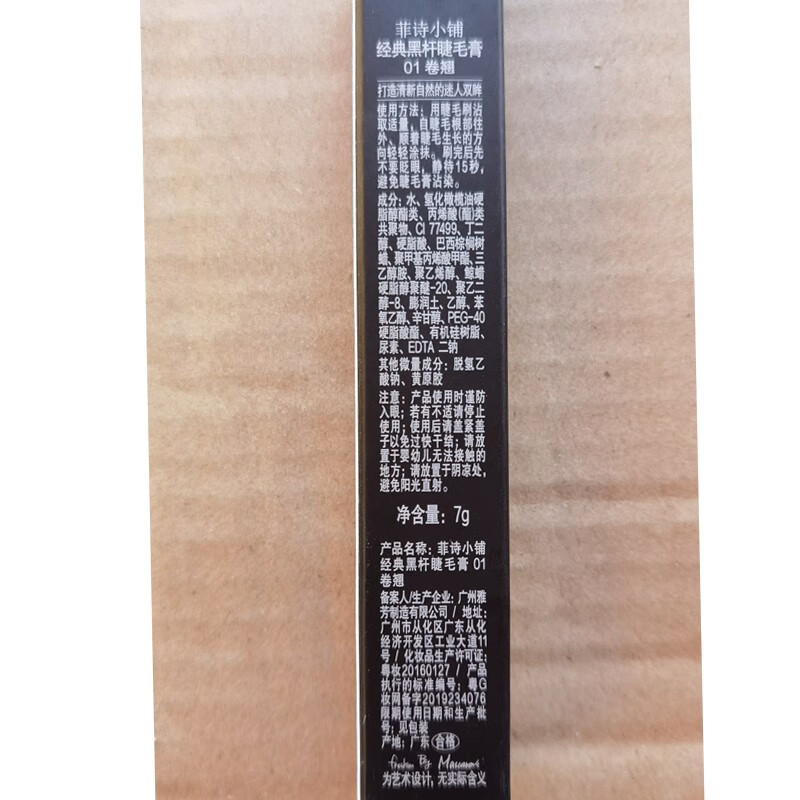 菲诗小铺
经典黑杆睫毛膏
01 卷翘
打造清新自然的迷人双眸
使用方法：用睫毛刷沾
取适量，自睫毛根部往
外、顺着睫毛生长的方
向轻轻涂抹。刷完后先
不要眨眼，静待15秒，
避免睫毛膏沾染。
成分：水、氢化橄榄油硬
脂醇酯类、丙烯酸(酯)类
共聚物、CI 77499、丁二
醇、硬脂酸、巴西棕榈树
蜡、聚甲基丙烯酸甲酯、三
乙醇胺、聚乙烯醇、鲸蜡
硬脂醇聚醚-20、聚乙二
醇-8、膨润土、乙醇、苯
氧乙醇、辛甘醇、PEG-40
硬脂酸酯、有机硅树脂、
尿素、EDTA 二钠
其他微量成分：脱氢乙
酸钠、黄原胶
注意：产品使用时谨防
入眼；若有不适请停止
使用；使用后请盖紧盖
子以免过快干结；请放
置于婴幼儿无法接触的
地方；请放置于阴凉处，
避免阳光直射。
净含量：7g
产品名称：菲诗小铺
经典黑杆睫毛膏 01
卷翘
备案人/生产企业：广州雅
芳制造有限公司 / 地址：
广州市从化区广东从化
经济开发区工业大道11
号 / 化妆品生产许可证：
粤妆20160127 / 产品
执行的标准编号：粤G
妆网备字2019234076
限期使用日期和生产批
号：见包装
产地：广东 合格
为艺术设计，无实际含义